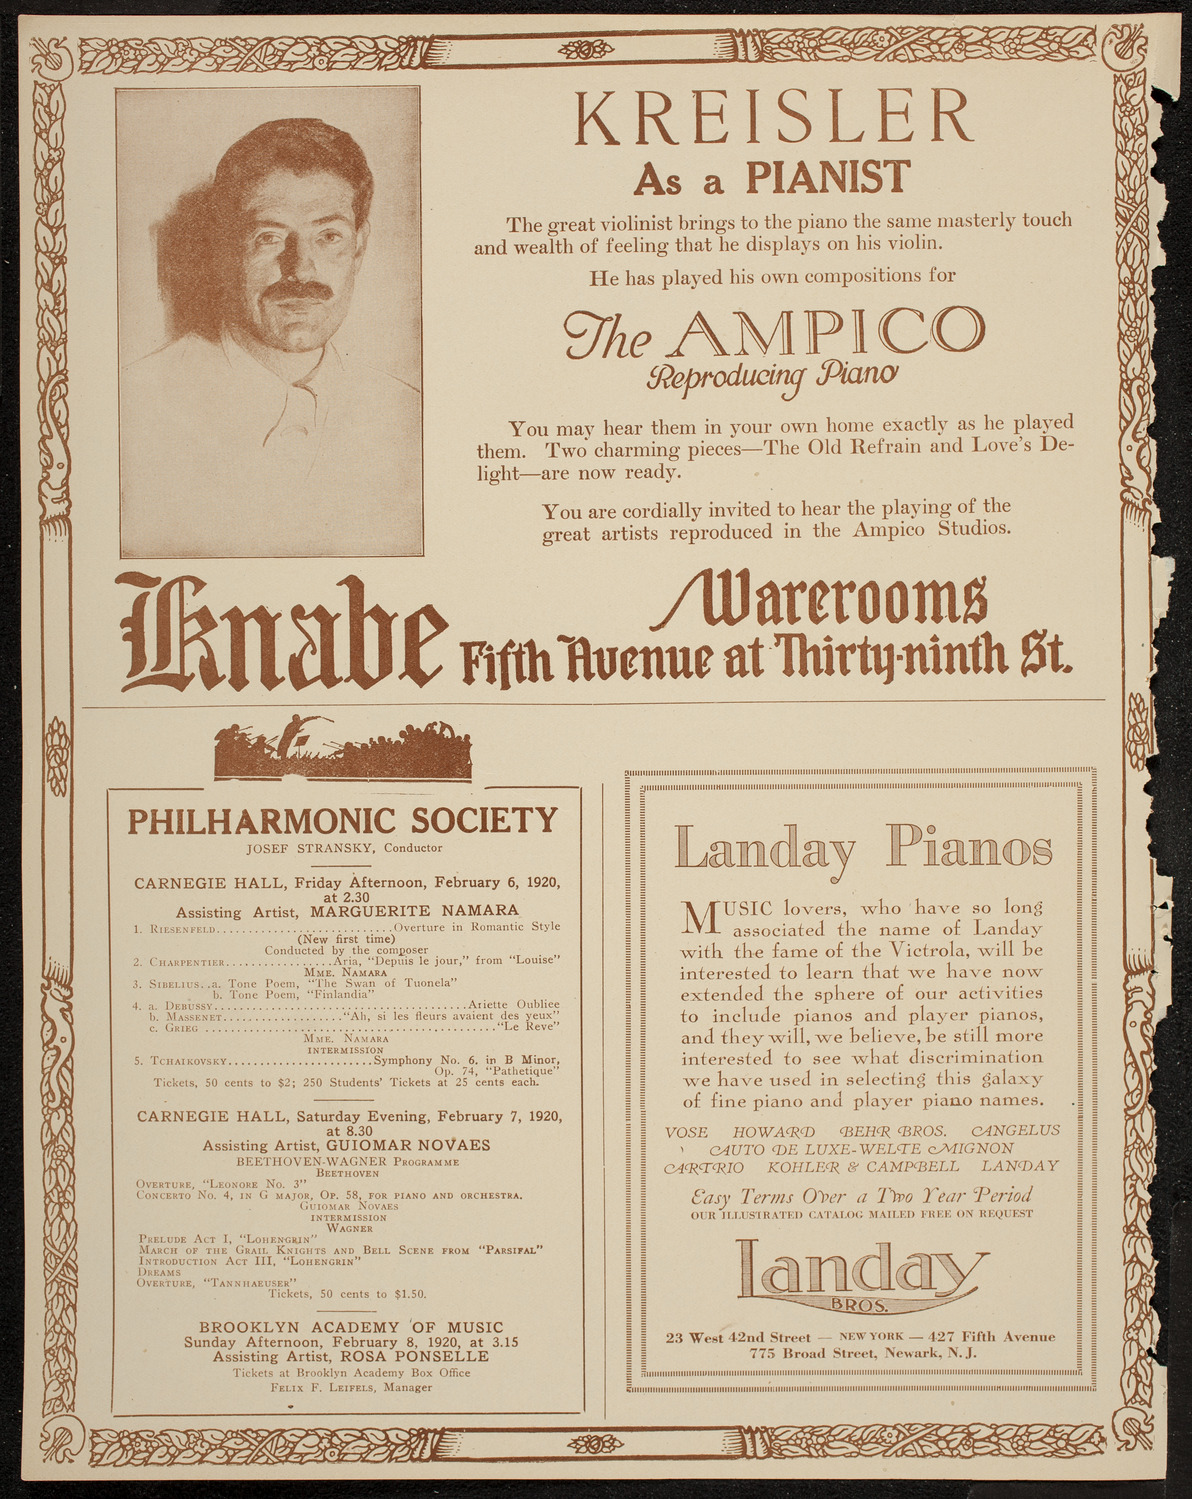 KREISLER
As a PIANIST
The great violinist brings to the piano the same masterly touch
and wealth of feeling that he displays on his violin.
He has played his own compositions for
The AMPICO
Reproducing Piano
You may hear them in your own home exactly as he played
them. Two charming pieces—The Old Refrain and Love's De-
light—are now ready.
You are cordially invited to hear the playing of the
great artists reproduced in the Ampico Studios.
Knabe Warerooms
Fifth Avenue at Thirty-ninth St.
PHILHARMONIC SOCIETY
JOSEF STRANSKY, Conductor
CARNEGIE HALL, Friday Afternoon, February 6, 1920,
at 2.30
Assisting Artist, MARGUERITE NAMARA
1. RIESENFELD...........................Overture in Romantic Style
(New first time)
Conducted by the composer
2. CHARPENTIER.................Aria, "Depuis le jour," from "Louise"
MME. NAMARA
3. SIBELIUS..a. Tone Poem, "The Swan of Tuonela"
b. Tone Poem, "Finlandia"
4. a. DEBUSSY.......................................Ariette Oubliee
b. MASSENET...................."Ah, si les fleurs avaient des yeux"
c. GRIEG ............................................."Le Reve"
MME. NAMARA
INTERMISSION
5. TCHAIKOVSKY......................Symphony No. 6, in B Minor,
Op. 74, "Pathetique"
Tickets, 50 cents to $2; 250 Students' Tickets at 25 cents each.
CARNEGIE HALL, Saturday Evening, February 7, 1920,
at 8.30
Assisting Artist, GUIOMAR NOVAES
BEETHOVEN-WAGNER PROGRAMME
BEETHOVEN
OVERTURE, "LEONORE NO. 3"
CONCERTO NO. 4, IN G MAJOR, OP. 58, FOR PIANO AND ORCHESTRA.
GUIOMAR NOVAES
INTERMISSION
WAGNER
PRELUDE ACT I, "LOHENGRIN"
MARCH OF THE GRAIL KNIGHTS AND BELL SCENE FROM "PARSIFAL"
INTRODUCTION ACT III, "LOHENGRIN"
DREAMS
OVERTURE, "TANNHAEUSER"
Tickets, 50 cents to $1.50.
BROOKLYN ACADEMY OF MUSIC
Sunday Afternoon, February 8, 1920, at 3.15
Assisting Artist, ROSA PONSELLE
Tickets at Brooklyn Academy Box Office
FELIX F. LEIFELS, Manager
Landay Pianos
MUSIC lovers, who have so long
associated the name of Landay
with the fame of the Victrola, will be
interested to learn that we have now
extended the sphere of our activities
to include pianos and player pianos,
and they will, we believe, be still more
interested to see what discrimination
we have used in selecting this galaxy
of fine piano and player piano names.
VOSE HOWARD BEHR BROS. ANGELUS
AUTO DE LUXE-WELTE MIGNON
ARTRIO KOHLER & CAMPBELL LANDAY
Easy Terms Over a Two Year Period
OUR ILLUSTRATED CATALOG MAILED FREE ON REQUEST
Landay
BROS.
23 West 42nd Street — NEW YORK — 427 Fifth Avenue
775 Broad Street, Newark, N. J.